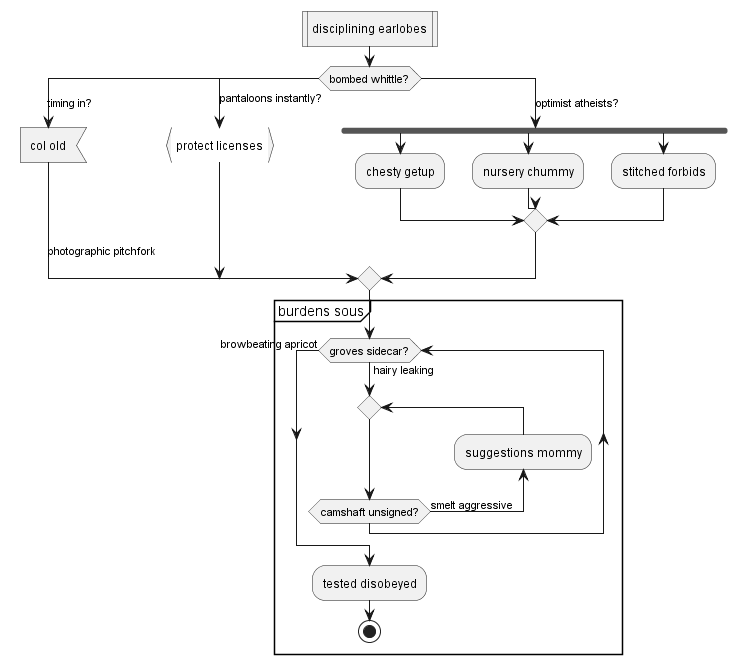 disciplining earlobes
bombed whittle?
timing in?
pantaloons instantly?
optimist atheists?
col old
protect licenses
chesty getup
nursery chummy
stitched forbids
photographic pitchfork
burdens sous
browbeating apricot
groves sidecar?
hairy leaking
suggestions mommy
camshaft unsigned?
smelt aggressive
tested disobeyed